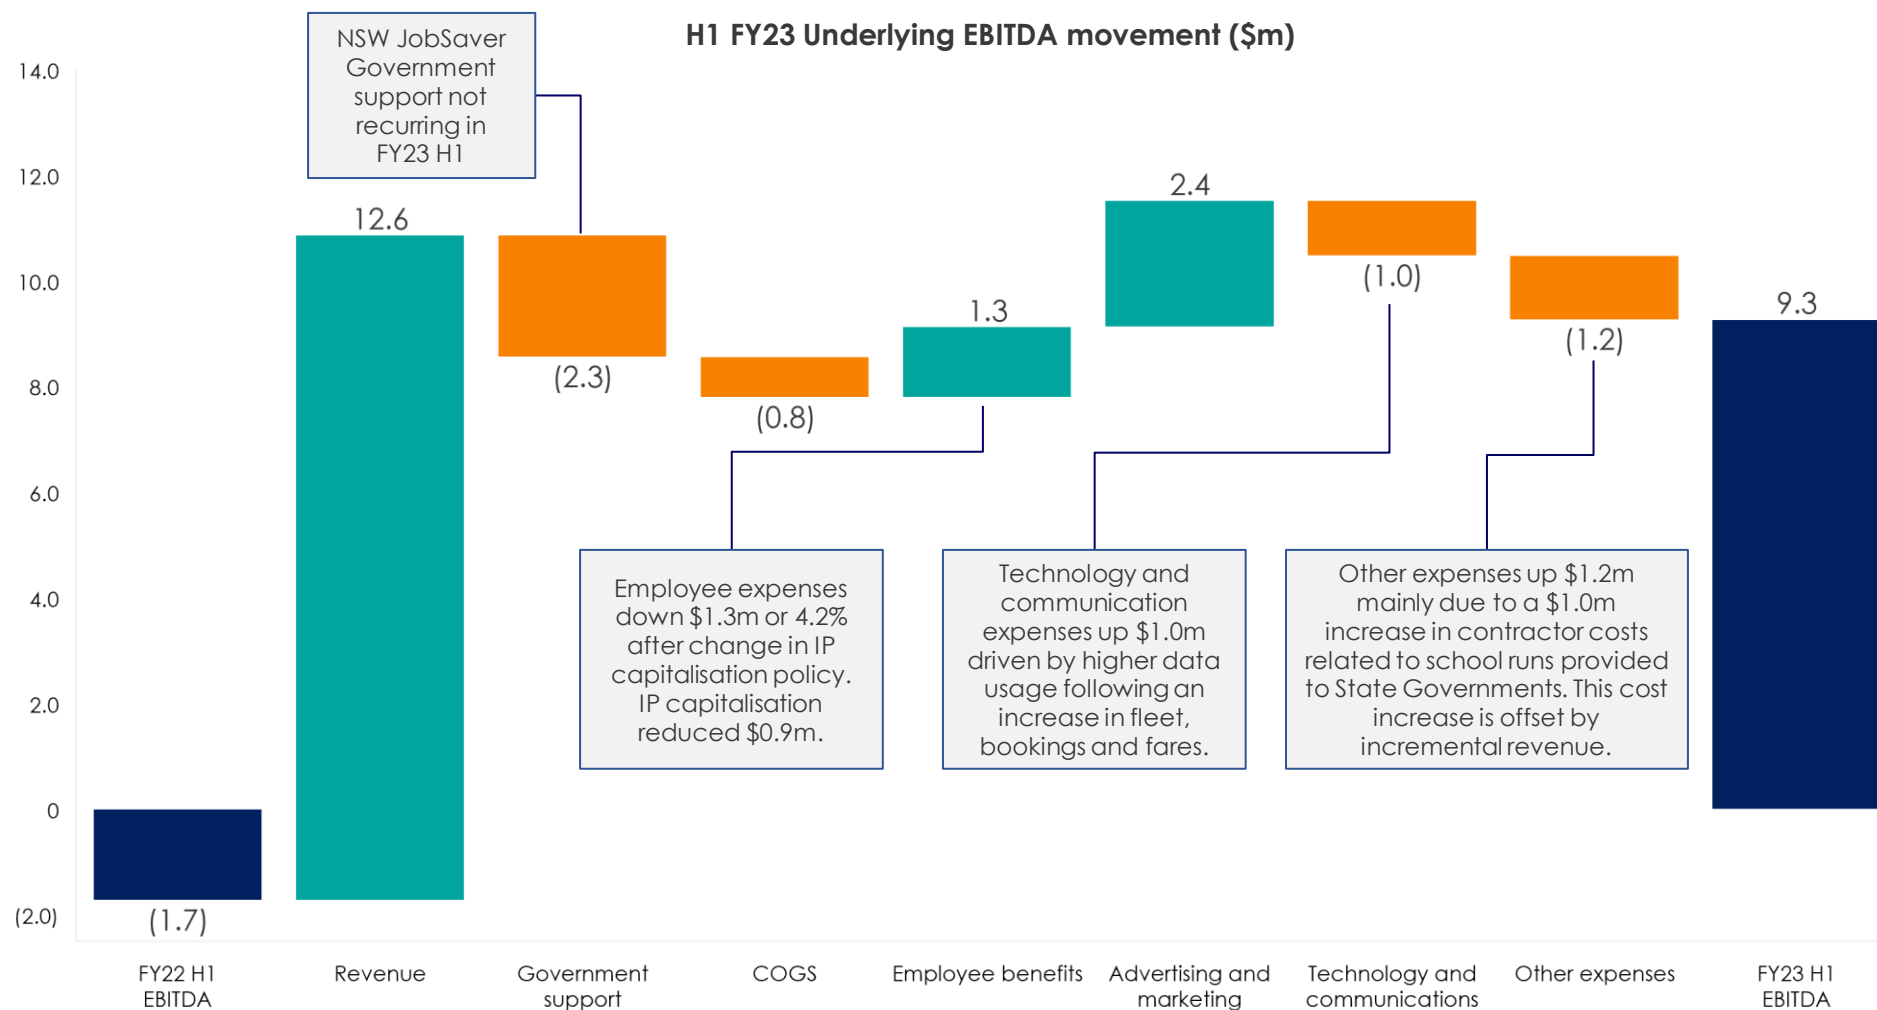 H1 FY23 Underlying EBITDA movement ($m)
NSW JobSaver
Government
support not
recurring in
FY23 H1
14.0
12.0
10.0
8.0
6.0
4.0
2.0
0
(2.0)
(1.7)
12.6
(2.3)
(0.8)
1.3
2.4
(1.0)
(1.2)
9.3
Employee expenses
down $1.3m or 4.2%
after change in IP
capitalisation policy.
IP capitalisation
reduced $0.9m.
Technology and
communication
expenses up $1.0m
driven by higher data
usage following an
increase in fleet,
bookings and fares.
Other expenses up $1.2m
mainly due to a $1.0m
increase in contractor costs
related to school runs provided
to State Governments. This cost
increase is offset by
incremental revenue.
FY22 H1
EBITDA
Revenue
Government
support
COGS
Employee benefits
Advertising and
marketing
Technology and
communications
Other expenses
FY23 H1
EBITDA